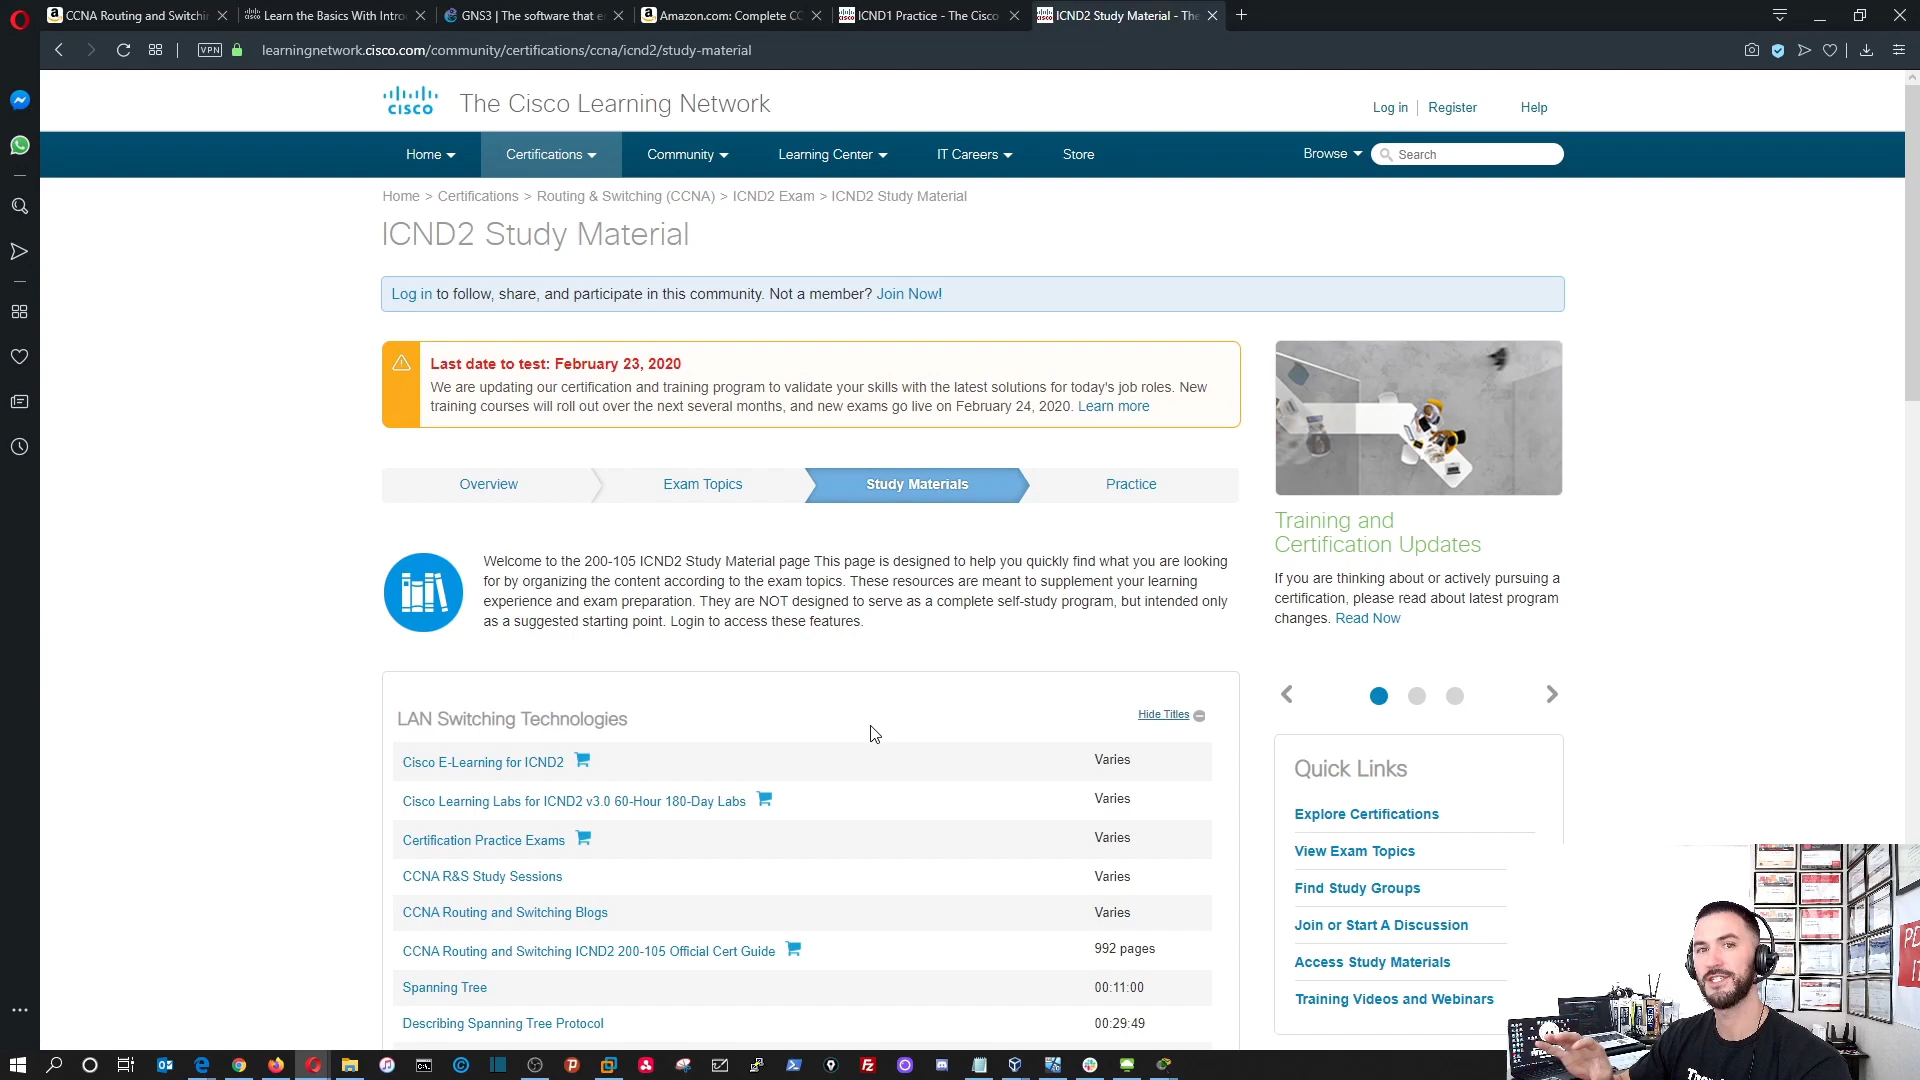 CCNA Routing and Switchin
Learn the Basics With Intro
GNS3 | The software that e
Amazon.com: Complete CC
ICND1 Practice - The Cisco
ICND2 Study Material - The
VPN
learningnetwork.cisco.com/community/certifications/ccna/icnd2/study-material
cisco
The Cisco Learning Network
Log in
Register
Help
Home
Certifications
Community
Learning Center
IT Careers
Store
Browse
Search
Home > Certifications > Routing & Switching (CCNA) > ICND2 Exam > ICND2 Study Material
ICND2 Study Material
Log in to follow, share, and participate in this community. Not a member? Join Now!
Last date to test: February 23, 2020
We are updating our certification and training program to validate your skills with the latest solutions for today's job roles. New
training courses will roll out over the next several months, and new exams go live on February 24, 2020. Learn more
Overview
Exam Topics
Study Materials
Practice
Welcome to the 200-105 ICND2 Study Material page This page is designed to help you quickly find what you are looking
for by organizing the content according to the exam topics. These resources are meant to supplement your learning
experience and exam preparation. They are NOT designed to serve as a complete self-study program, but intended only
as a suggested starting point. Login to access these features.
LAN Switching Technologies
Hide Titles
Cisco E-Learning for ICND2
Varies
Cisco Learning Labs for ICND2 v3.0 60-Hour 180-Day Labs
Varies
Certification Practice Exams
Varies
CCNA R&S Study Sessions
Varies
CCNA Routing and Switching Blogs
Varies
CCNA Routing and Switching ICND2 200-105 Official Cert Guide
992 pages
Spanning Tree
00:11:00
Describing Spanning Tree Protocol
00:29:49
Training and
Certification Updates
If you are thinking about or actively pursuing a
certification, please read about latest program
changes. Read Now
Quick Links
Explore Certifications
View Exam Topics
Find Study Groups
Join or Start A Discussion
Access Study Materials
Training Videos and Webinars